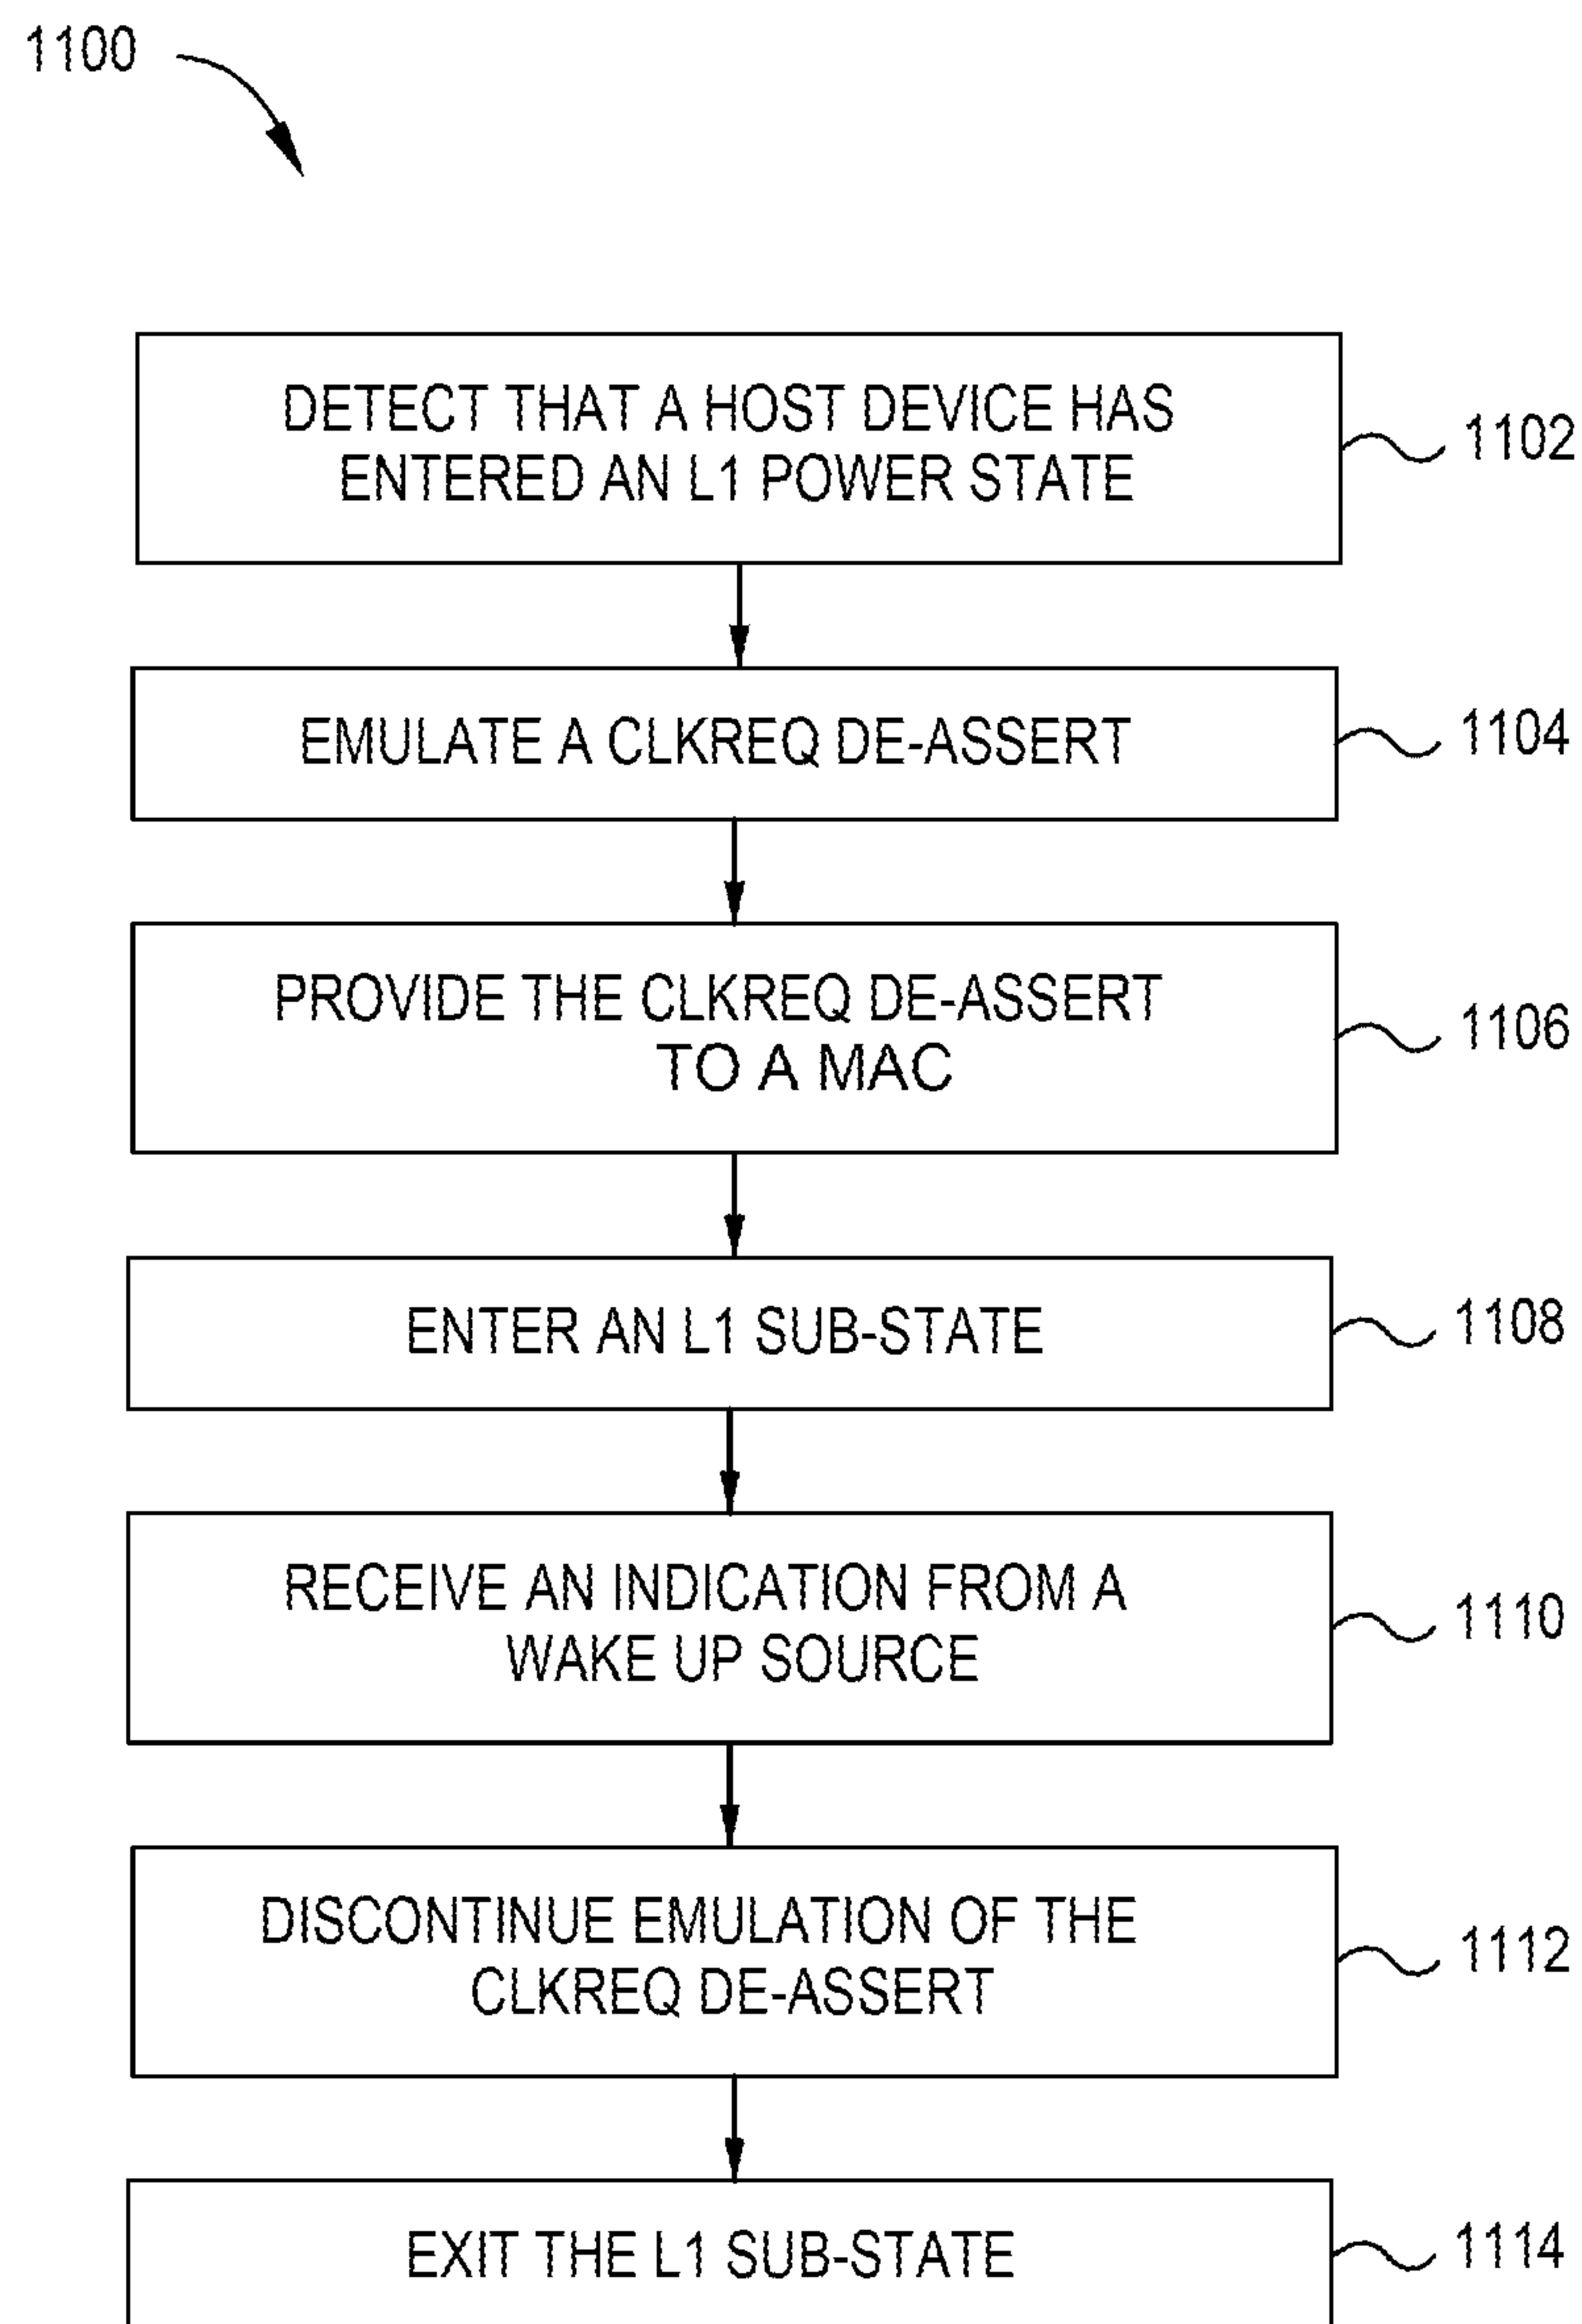 1100
DETECT THAT A HOST DEVICE HAS
ENTERED AN L1 POWER STATE
1102
EMULATE A CLKREQ DE-ASSERT
1104
PROVIDE THE CLKREQ DE-ASSERT
TO A MAC
1106
ENTER AN L1 SUB-STATE
1108
RECEIVE AN INDICATION FROM A
WAKE UP SOURCE
1110
DISCONTINUE EMULATION OF THE
CLKREQ DE-ASSERT
1112
EXIT THE L1 SUB-STATE
1114